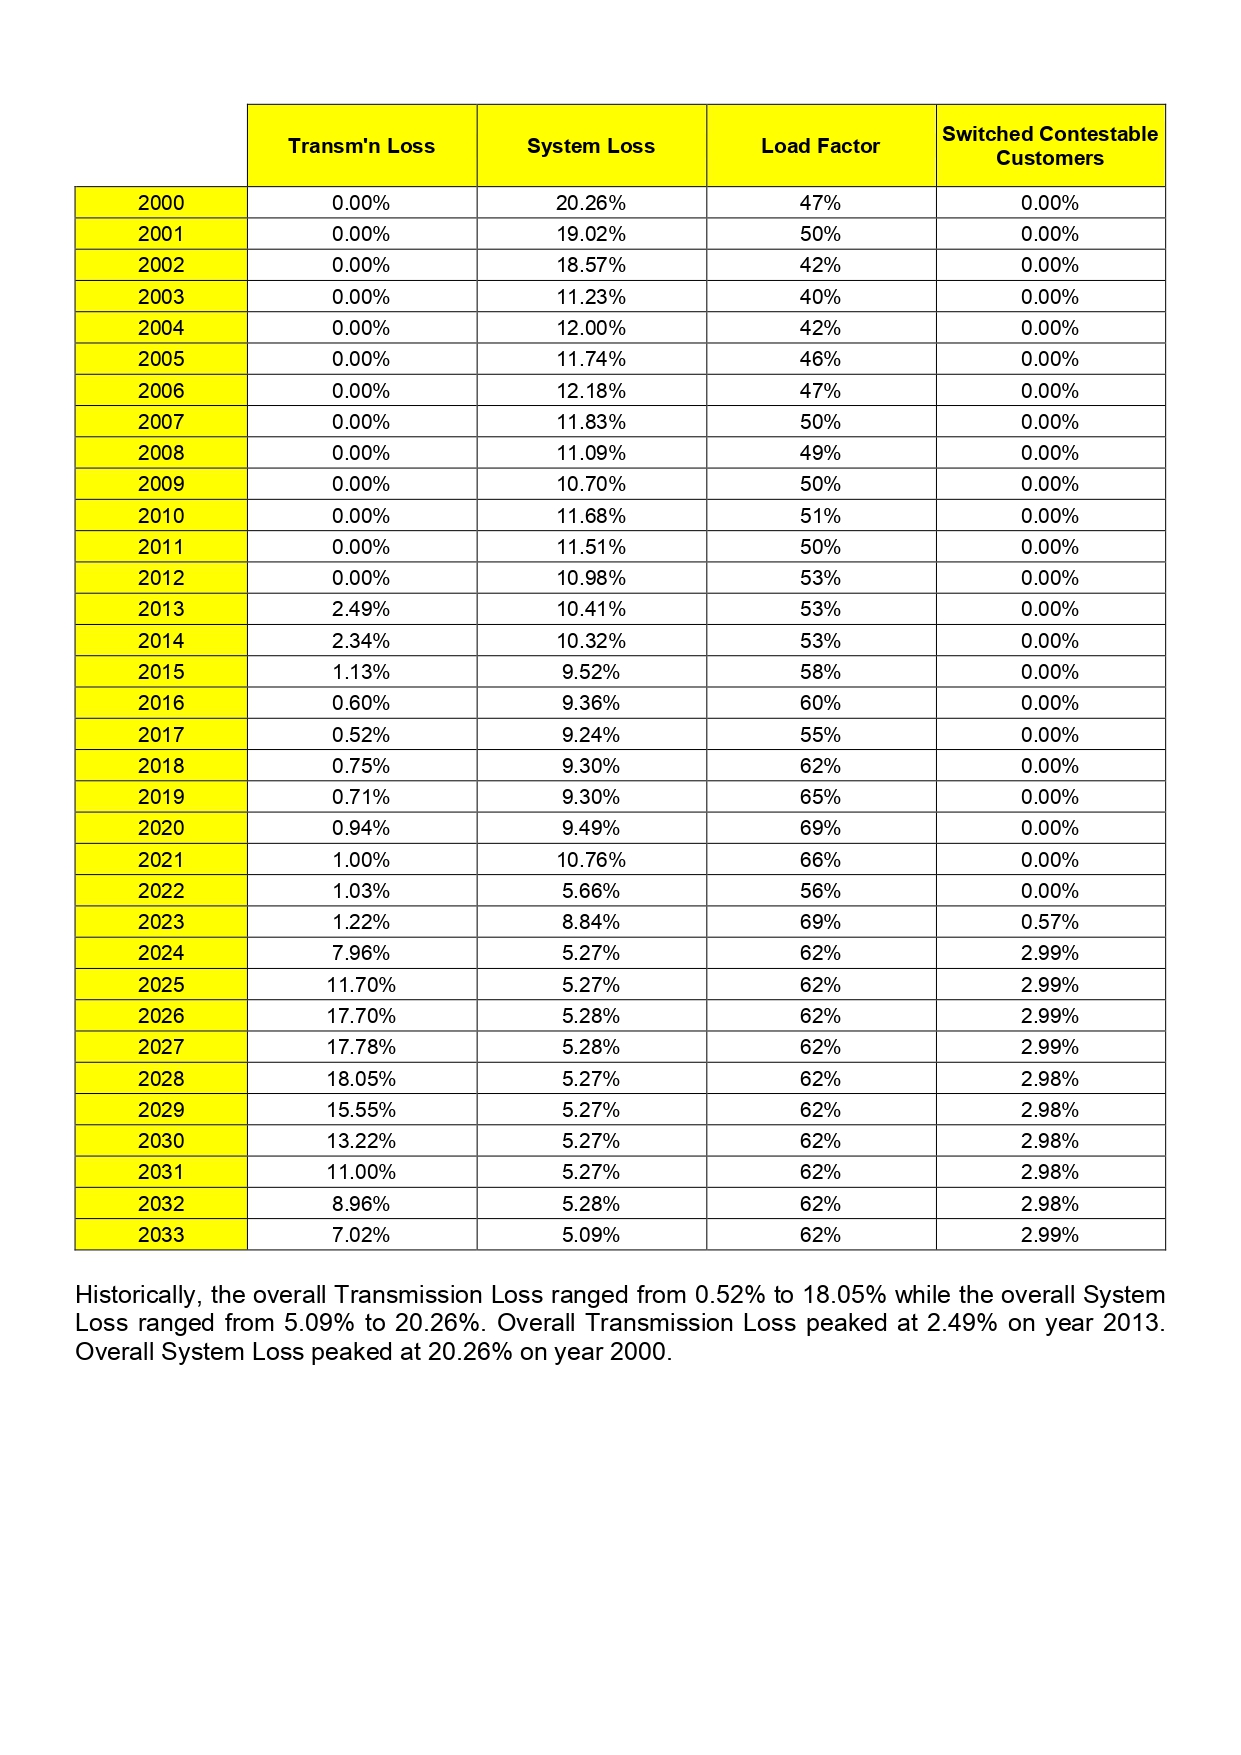 Transm'n Loss System Loss Load Factor Switched Contestable
Customers
2000 0.00% 20.26% 47% 0.00%
2001 0.00% 19.02% 50% 0.00%
2002 0.00% 18.57% 42% 0.00%
2003 0.00% 11.23% 40% 0.00%
2004 0.00% 12.00% 42% 0.00%
2005 0.00% 11.74% 46% 0.00%
2006 0.00% 12.18% 47% 0.00%
2007 0.00% 11.83% 50% 0.00%
2008 0.00% 11.09% 49% 0.00%
2009 0.00% 10.70% 50% 0.00%
2010 0.00% 11.68% 51% 0.00%
2011 0.00% 11.51% 50% 0.00%
2012 0.00% 10.98% 53% 0.00%
2013 2.49% 10.41% 53% 0.00%
2014 2.34% 10.32% 53% 0.00%
2015 1.13% 9.52% 58% 0.00%
2016 0.60% 9.36% 60% 0.00%
2017 0.52% 9.24% 55% 0.00%
2018 0.75% 9.30% 62% 0.00%
2019 0.71% 9.30% 65% 0.00%
2020 0.94% 9.49% 69% 0.00%
2021 1.00% 10.76% 66% 0.00%
2022 1.03% 5.66% 56% 0.00%
2023 1.22% 8.84% 69% 0.57%
2024 7.96% 5.27% 62% 2.99%
2025 11.70% 5.27% 62% 2.99%
2026 17.70% 5.28% 62% 2.99%
2027 17.78% 5.28% 62% 2.99%
2028 18.05% 5.27% 62% 2.98%
2029 15.55% 5.27% 62% 2.98%
2030 13.22% 5.27% 62% 2.98%
2031 11.00% 5.27% 62% 2.98%
2032 8.96% 5.28% 62% 2.98%
2033 7.02% 5.09% 62% 2.99%
Historically, the overall Transmission Loss ranged from 0.52% to 18.05% while the overall System
Loss ranged from 5.09% to 20.26%. Overall Transmission Loss peaked at 2.49% on year 2013.
Overall System Loss peaked at 20.26% on year 2000.